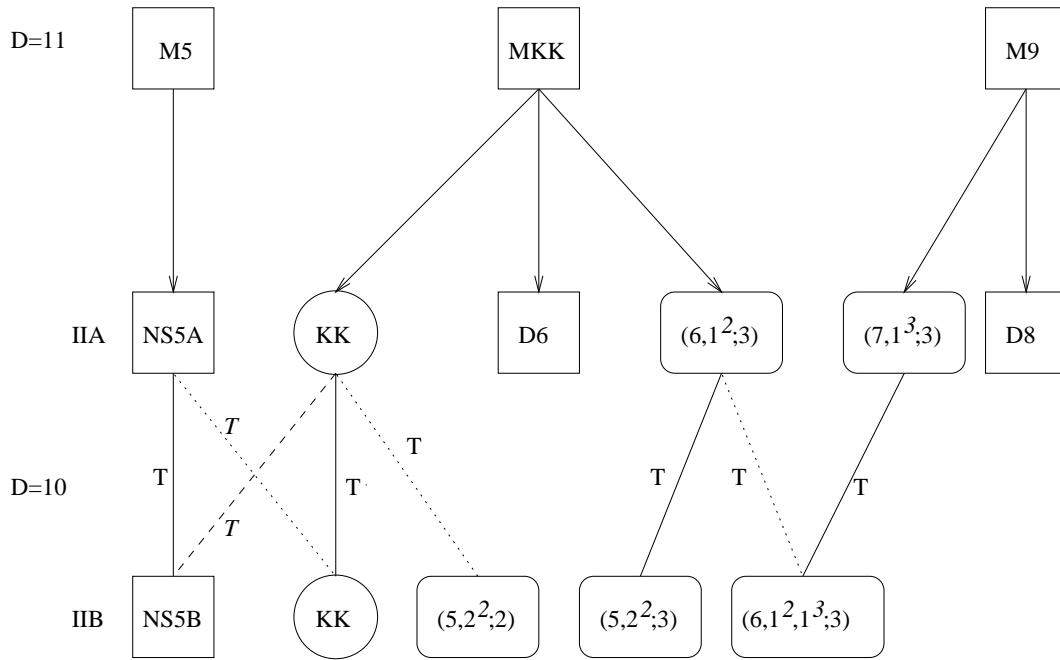 D=11 M5 MKK M9
IIA NS5A KK D6 (6,1²;3) (7,1³;3) D8
T
T T T T T
D=10
T
IIB NS5B KK (5,2²;2) (5,2²;3) (6,1²,1³;3)